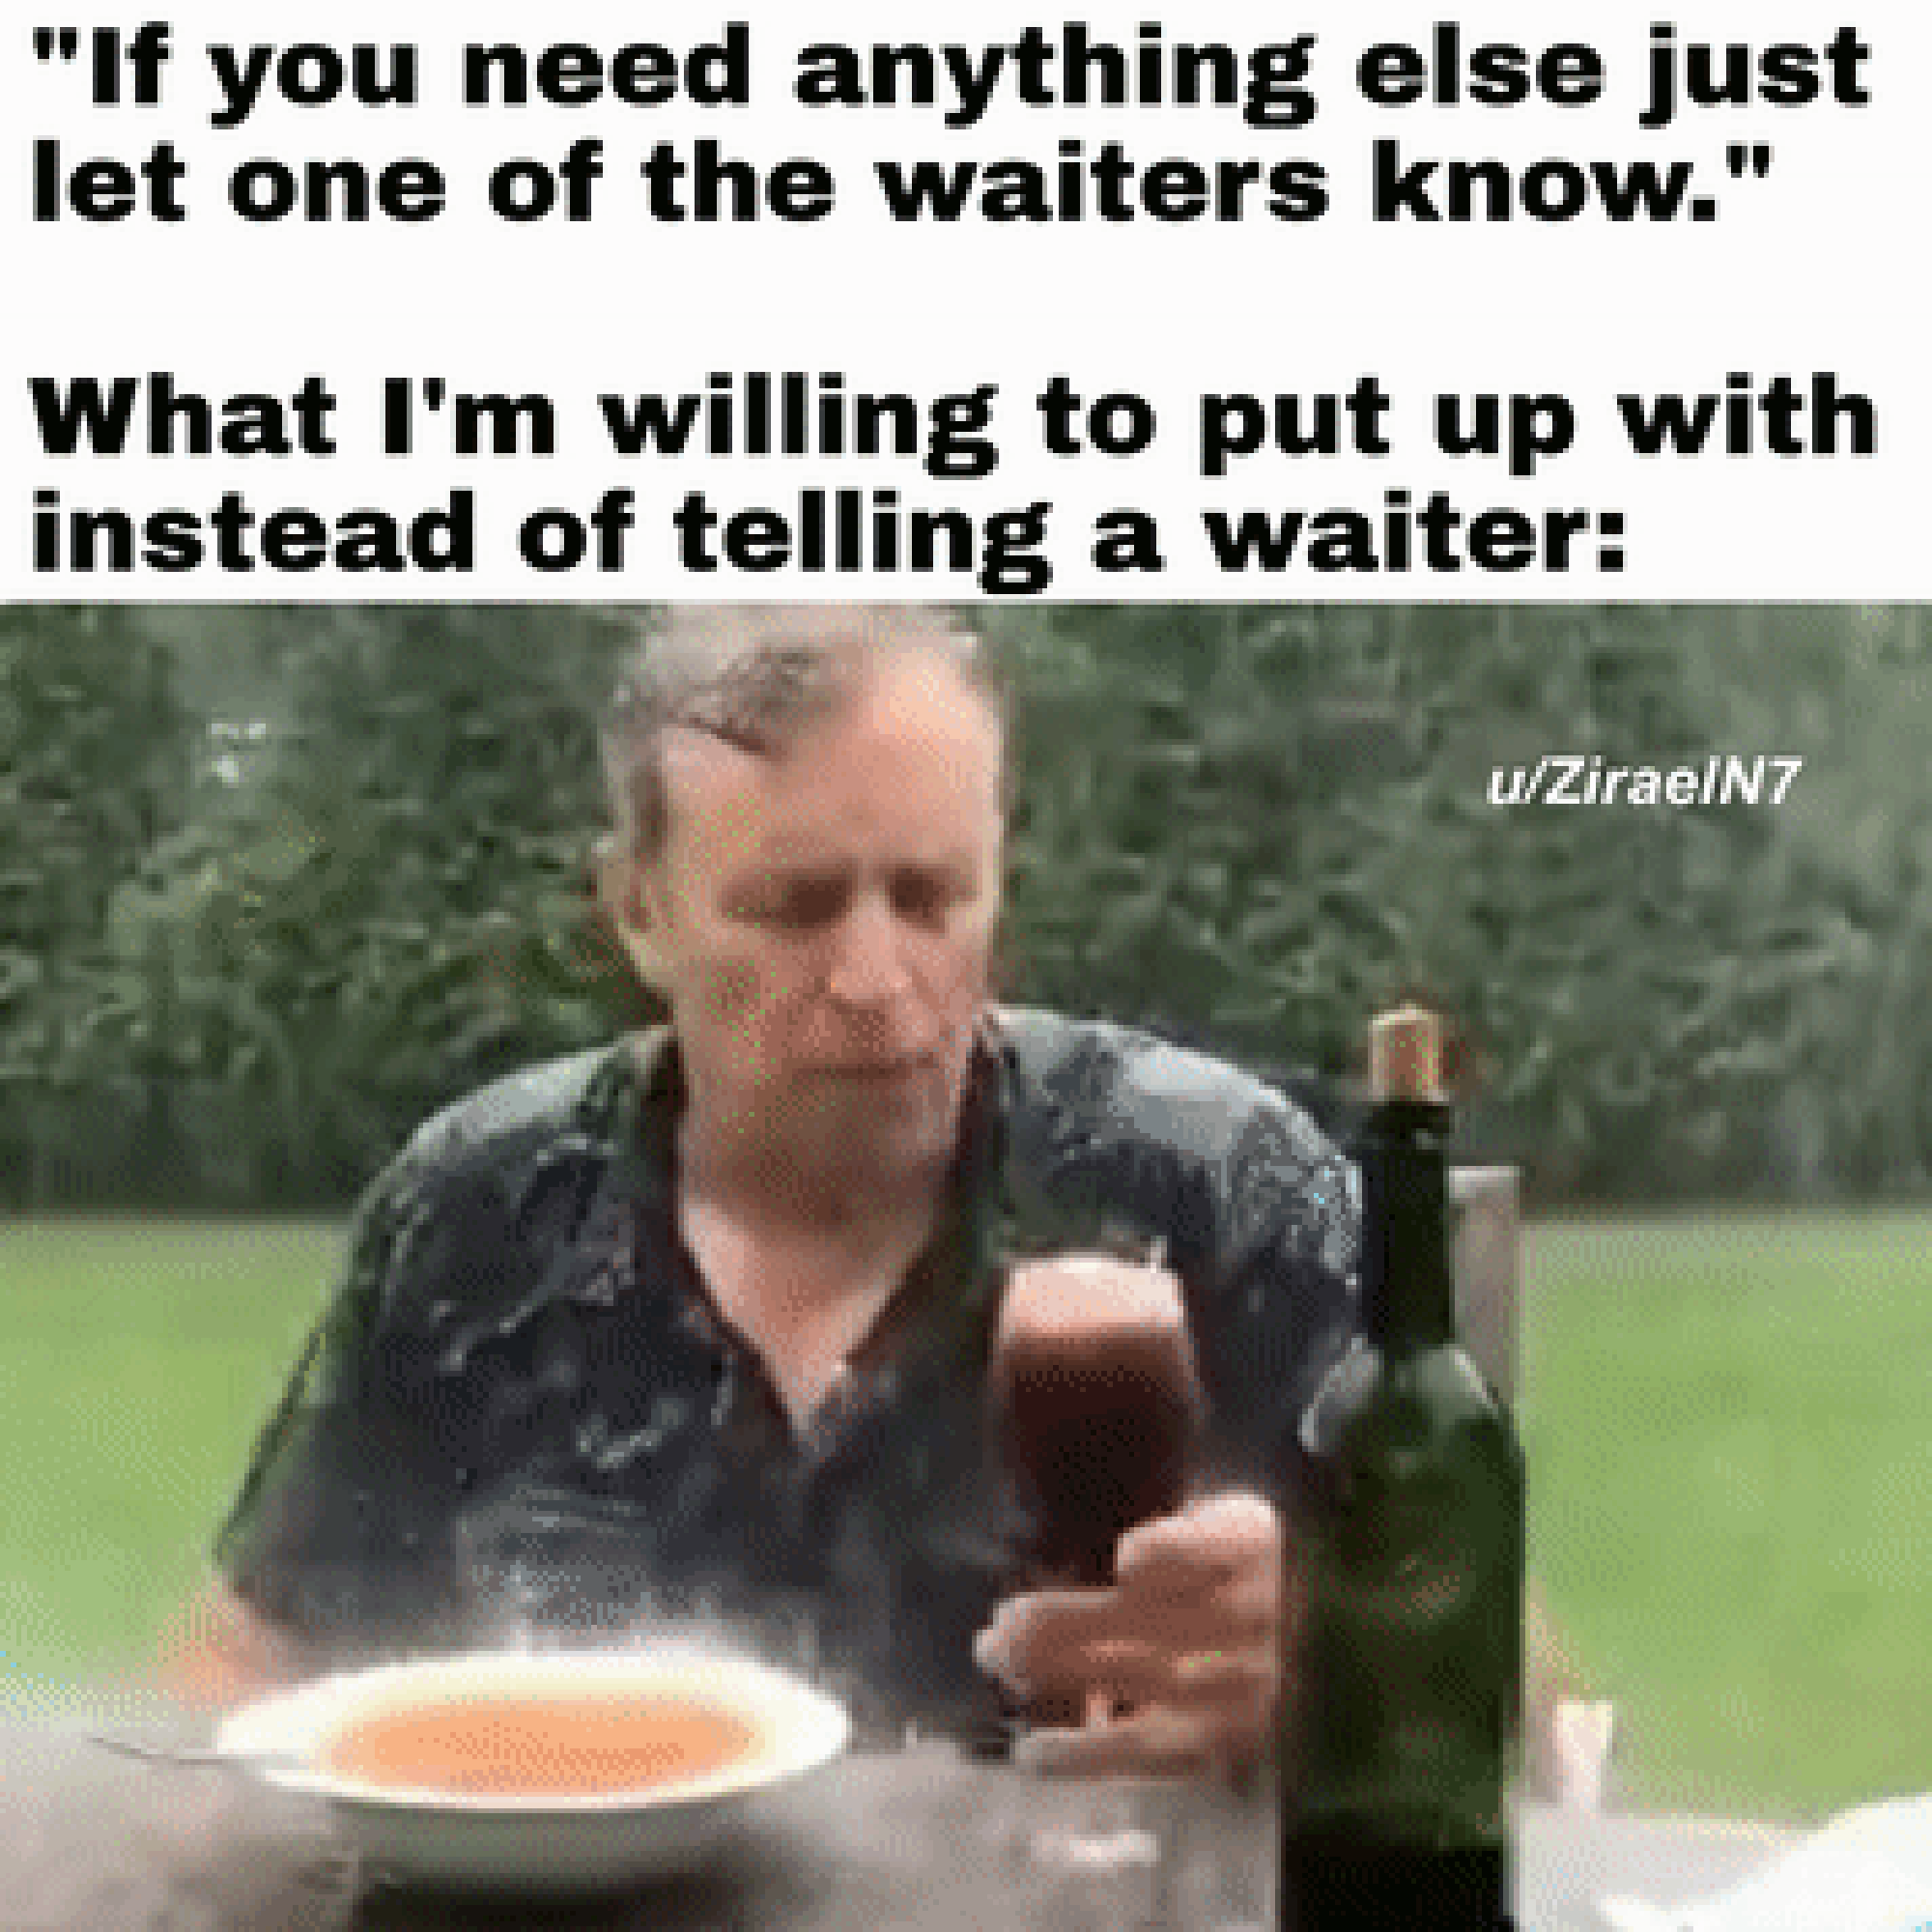 "If you need anything else just
let one of the waiters know."
What I'm willing to put up with
instead of telling a waiter:
u/ZiraelN7